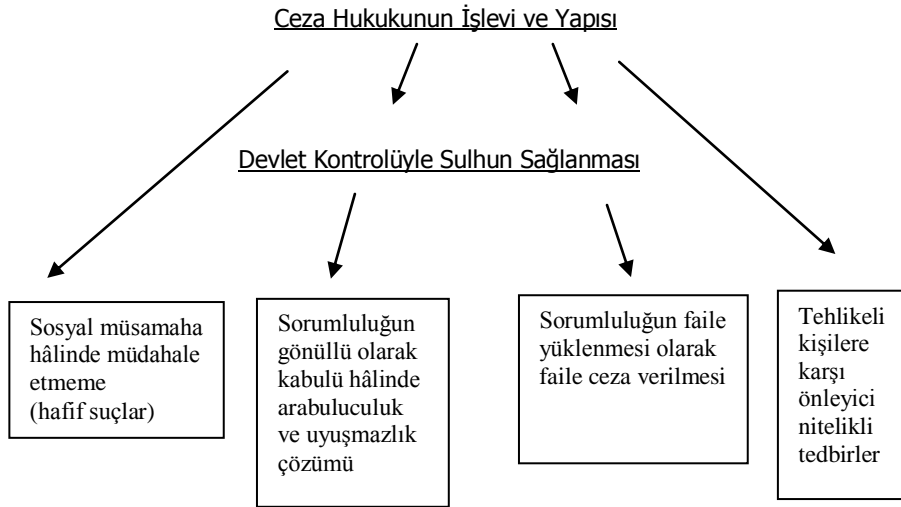 Ceza Hukukunun İşlevi ve Yapısı
Devlet Kontrolüyle Sulhun Sağlanması
Sosyal müsamaha
hâlinde müdahale
etmeme
(hafif suçlar)
Sorumluluğun
gönüllü olarak
kabulü hâlinde
arabuluculuk
ve uyuşmazlık
çözümü
Sorumluluğun faile
yüklenmesi olarak
faile ceza verilmesi
Tehlikeli
kişilere
karşı
önleyici
nitelikli
tedbirler